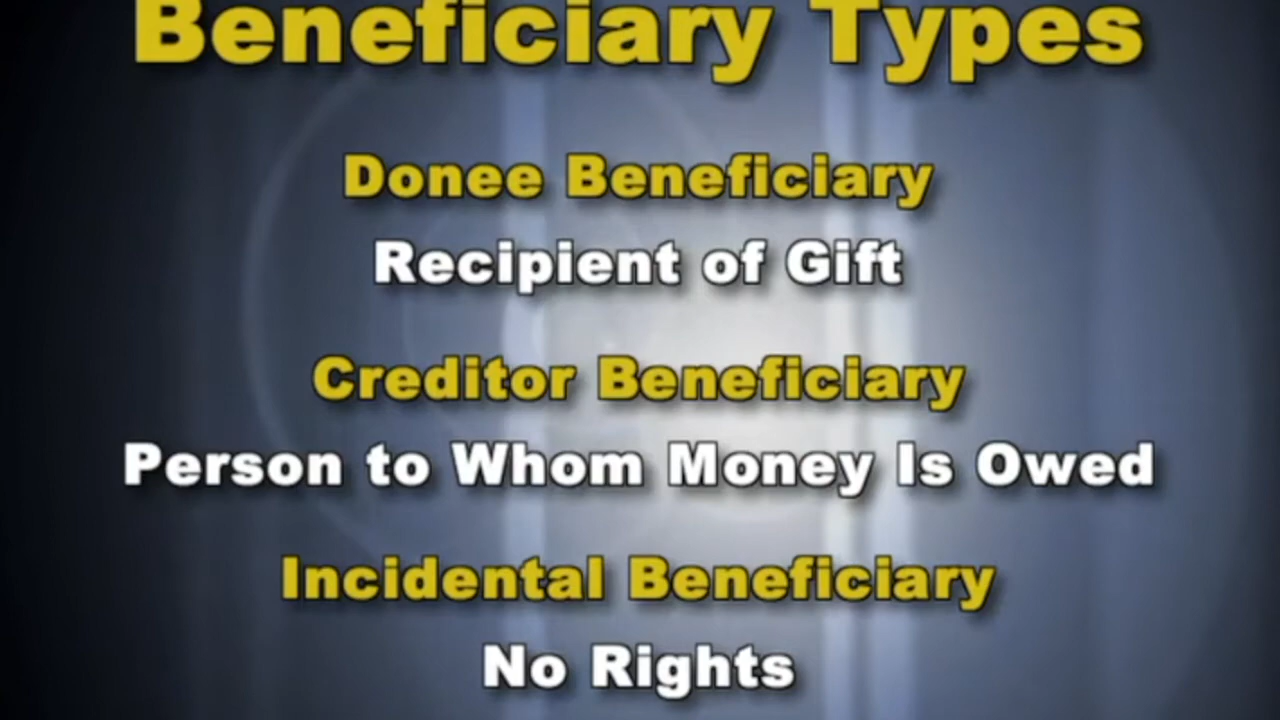 Beneficiary Types
Donee Beneficiary
Recipient of Gift
Creditor Beneficiary
Person to Whom Money Is Owed
Incidental Beneficiary
No Rights